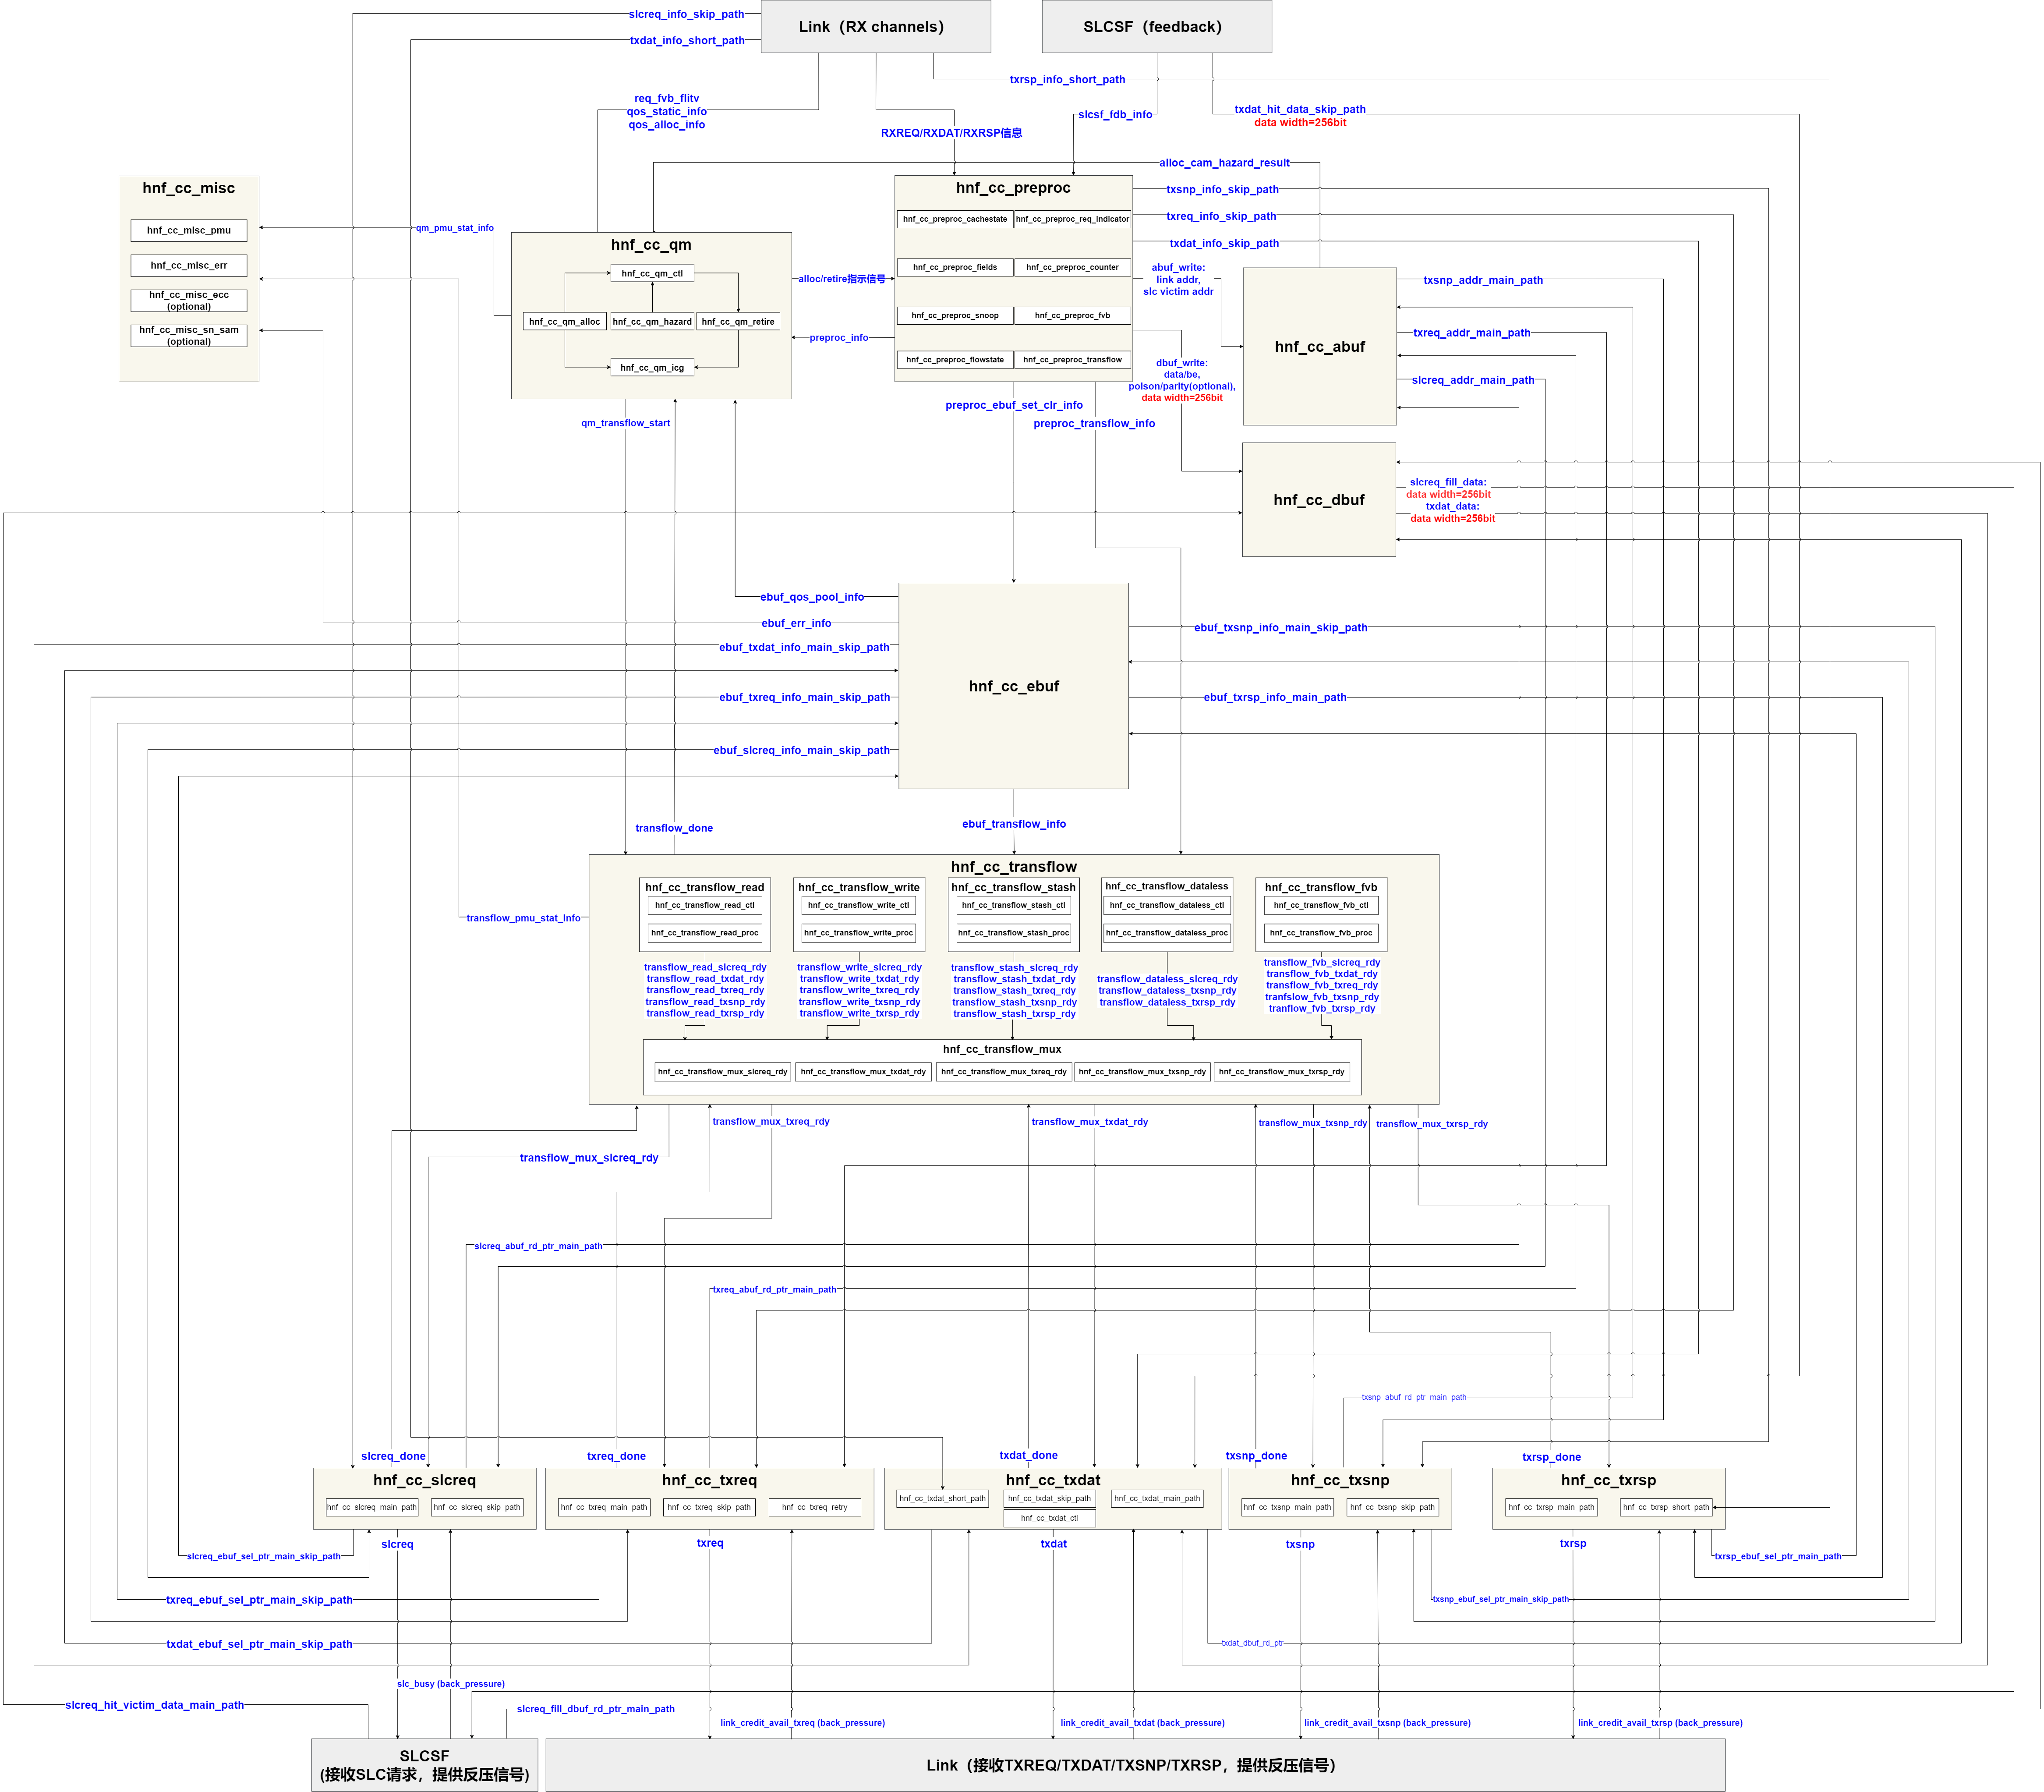 slcreq_info_skip_path
Link（RX channels）
SLCSF（feedback）
txdat_info_short_path
txrsp_info_short_path
req_fvb_flitv
qos_static_info
qos_alloc_info
RXREQ/RXDAT/RXRSP信息
slcsf_fdb_info
txdat_hit_data_skip_path
data width=256bit
alloc_cam_hazard_result
hnf_cc_misc
hnf_cc_misc_pmu
hnf_cc_misc_err
hnf_cc_misc_ecc
(optional)
hnf_cc_misc_sn_sam
(optional)
qm_pmu_stat_info
hnf_cc_qm
hnf_cc_qm_ctl
hnf_cc_qm_alloc
hnf_cc_qm_hazard
hnf_cc_qm_retire
hnf_cc_qm_icg
alloc/retire指示信号
preproc_info
hnf_cc_preproc
hnf_cc_preproc_cachestate
hnf_cc_preproc_req_indicator
hnf_cc_preproc_fields
hnf_cc_preproc_counter
hnf_cc_preproc_snoop
hnf_cc_preproc_fvb
hnf_cc_preproc_flowstate
hnf_cc_preproc_transflow
txsnp_info_skip_path
txreq_info_skip_path
txdat_info_skip_path
abuf_write:
link addr,
slc victim addr
dbuf_write:
data/be,
poison/parity(optional),
data width=256bit
hnf_cc_abuf
txsnp_addr_main_path
txreq_addr_main_path
slcreq_addr_main_path
qm_transflow_start
preproc_ebuf_set_clr_info
preproc_transflow_info
hnf_cc_dbuf
slcreq_fill_data:
data width=256bit
txdat_data:
data width=256bit
hnf_cc_ebuf
ebuf_qos_pool_info
ebuf_err_info
ebuf_txdat_info_main_skip_path
ebuf_txreq_info_main_skip_path
ebuf_slcreq_info_main_skip_path
ebuf_txsnp_info_main_skip_path
ebuf_txrsp_info_main_path
transflow_done
ebuf_transflow_info
transflow_pmu_stat_info
hnf_cc_transflow
hnf_cc_transflow_read
hnf_cc_transflow_read_ctl
hnf_cc_transflow_read_proc
hnf_cc_transflow_write
hnf_cc_transflow_write_ctl
hnf_cc_transflow_write_proc
hnf_cc_transflow_stash
hnf_cc_transflow_stash_ctl
hnf_cc_transflow_stash_proc
hnf_cc_transflow_dataless
hnf_cc_transflow_dataless_ctl
hnf_cc_transflow_dataless_proc
hnf_cc_transflow_fvb
hnf_cc_transflow_fvb_ctl
hnf_cc_transflow_fvb_proc
transflow_read_slcreq_rdy
transflow_read_txdat_rdy
transflow_read_txreq_rdy
transflow_read_txsnp_rdy
transflow_read_txrsp_rdy
transflow_write_slcreq_rdy
transflow_write_txdat_rdy
transflow_write_txreq_rdy
transflow_write_txsnp_rdy
transflow_write_txrsp_rdy
transflow_stash_slcreq_rdy
transflow_stash_txdat_rdy
transflow_stash_txreq_rdy
transflow_stash_txsnp_rdy
transflow_stash_txrsp_rdy
transflow_dataless_slcreq_rdy
transflow_dataless_txsnp_rdy
transflow_dataless_txrsp_rdy
transflow_fvb_slcreq_rdy
transflow_fvb_txdat_rdy
transflow_fvb_txreq_rdy
tranfslow_fvb_txsnp_rdy
tranflow_fvb_txrsp_rdy
hnf_cc_transflow_mux
hnf_cc_transflow_mux_slcreq_rdy
hnf_cc_transflow_mux_txdat_rdy
hnf_cc_transflow_mux_txreq_rdy
hnf_cc_transflow_mux_txsnp_rdy
hnf_cc_transflow_mux_txrsp_rdy
transflow_mux_txreq_rdy
transflow_mux_txdat_rdy
transflow_mux_txsnp_rdy
transflow_mux_txrsp_rdy
transflow_mux_slcreq_rdy
slcreq_abuf_rd_ptr_main_path
txreq_abuf_rd_ptr_main_path
txsnp_abuf_rd_ptr_main_path
slcreq_done
txreq_done
txdat_done
txsnp_done
txrsp_done
hnf_cc_slcreq
hnf_cc_slcreq_main_path
hnf_cc_slcreq_skip_path
hnf_cc_txreq
hnf_cc_txreq_main_path
hnf_cc_txreq_skip_path
hnf_cc_txreq_retry
hnf_cc_txdat
hnf_cc_txdat_short_path
hnf_cc_txdat_skip_path
hnf_cc_txdat_main_path
hnf_cc_txdat_ctl
hnf_cc_txsnp
hnf_cc_txsnp_main_path
hnf_cc_txsnp_skip_path
hnf_cc_txrsp
hnf_cc_txrsp_main_path
hnf_cc_txrsp_short_path
slcreq
txreq
txdat
txsnp
txrsp
slcreq_ebuf_sel_ptr_main_skip_path
txrsp_ebuf_sel_ptr_main_path
txreq_ebuf_sel_ptr_main_skip_path
txsnp_ebuf_sel_ptr_main_skip_path
txdat_ebuf_sel_ptr_main_skip_path
txdat_dbuf_rd_ptr
slc_busy (back_pressure)
slcreq_hit_victim_data_main_path
slcreq_fill_dbuf_rd_ptr_main_path
link_credit_avail_txreq (back_pressure)
link_credit_avail_txdat (back_pressure)
link_credit_avail_txsnp (back_pressure)
link_credit_avail_txrsp (back_pressure)
SLCSF
(接收SLC请求，提供反压信号)
Link（接收TXREQ/TXDAT/TXSNP/TXRSP，提供反压信号）